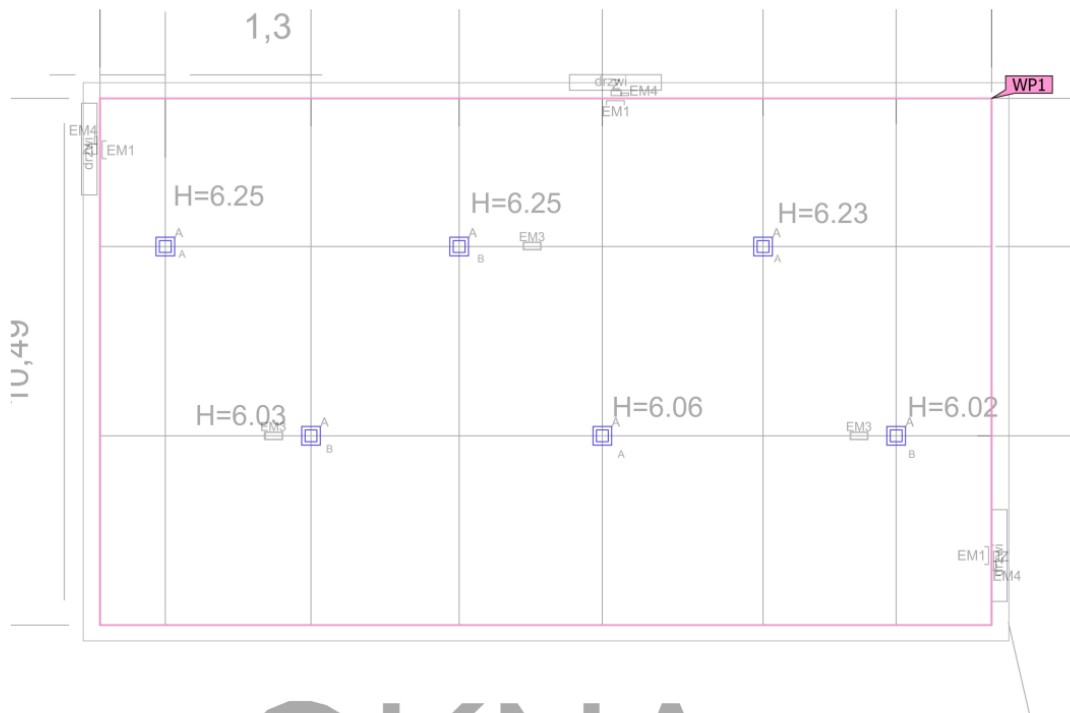 1,3
WP1
drzwi
EM4
EM1
EM4
drzwi
EM1
H=6.25
H=6.25
H=6.23
A
A
A
EM3
A
B
A
10,49
H=6.03
H=6.06
H=6.02
EM3
A
A
EM3
A
B
A
B
EM1
drzwi
EM4
OKNA